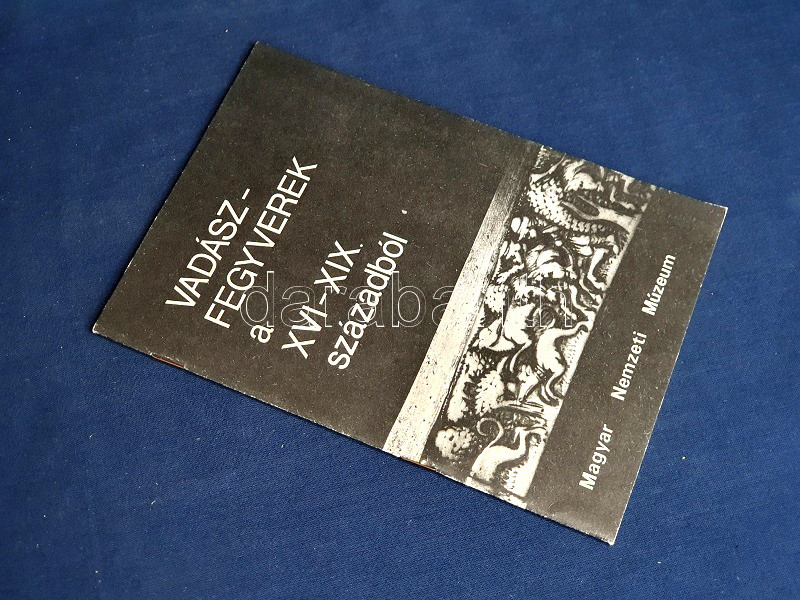 VADÁSZ-
FEGYVEREK
a
XVI-XIX.
századból
Magyar Nemzeti Múzeum